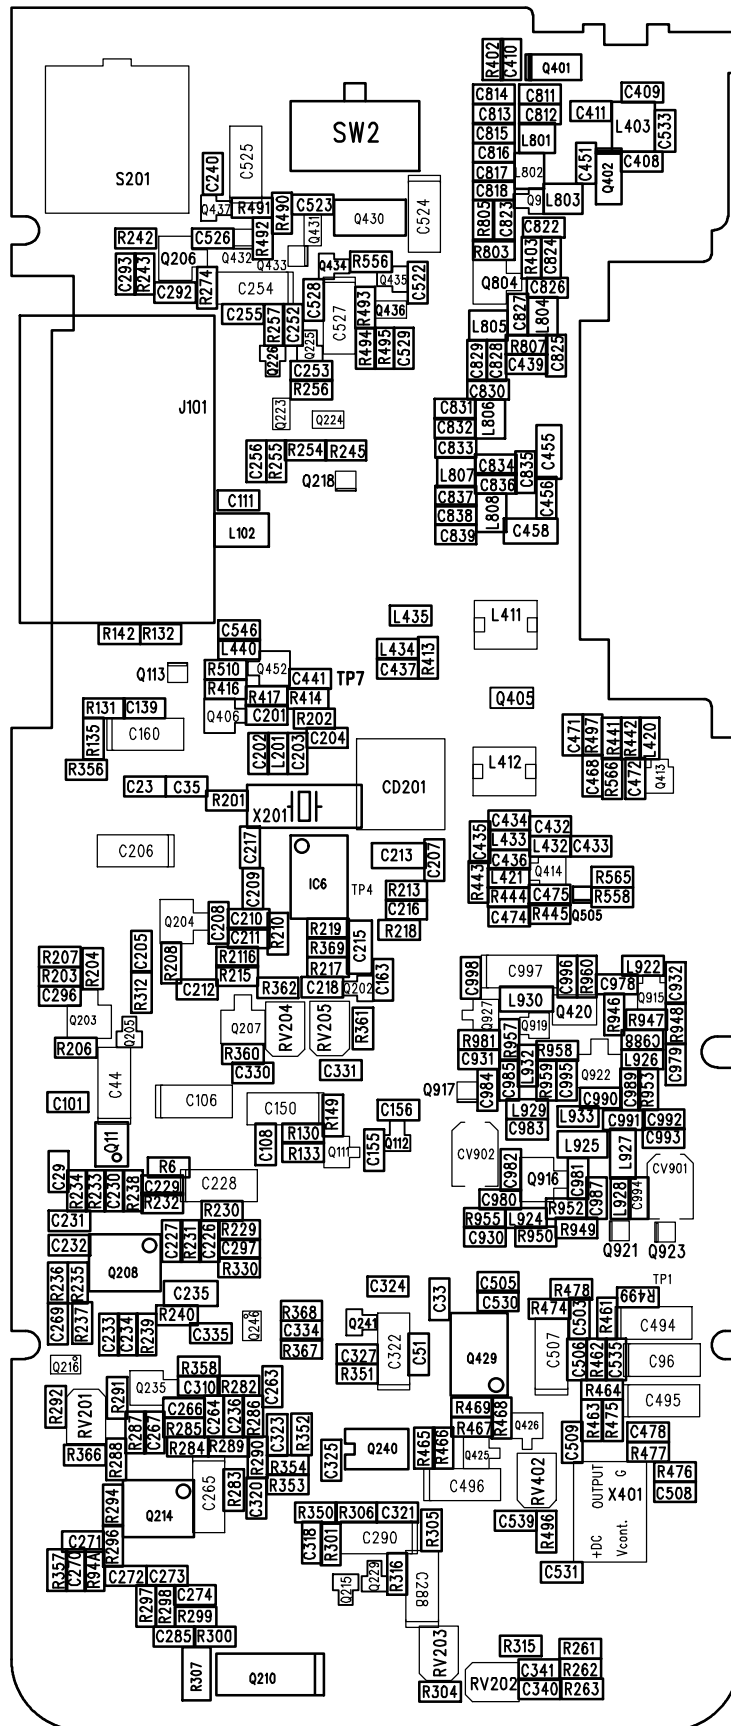 R402 C410
Q401
C814 C811 C409
C813 C812 C411 L403 C533
C815 L801
C816 C451 Q402 C408
C817 L802
C818 Q9 L803
SW2
S201
C240 C525
Q437 R491 R490 C523 Q430 C524
R805 C823 C822
R242 C526 R492 Q431
Q206 Q432 Q433 Q434 R556
R803 R403 C824
C293 R243 R274 C254 Q435 C522
Q804 C826
C292 C528 C527 R493 Q436
C255 R257 C252 Q225
L805 C827 L804
R494 R495 C529
Q226 C253 R256
C829 C828 R807 C439 C825
C830
J101
Q223 Q224
C831 L806
C832
C256 R255 R254 R245
C833 C455
Q218
L807 C834 C835
C836 C456
C111
C837 L808
C838
C839 C458
L102
L435 L411
R142 R132 C546
L440 L434 R413
Q113 R510 Q452 C441 TP7 C437
R416 R417 R414
Q405
R131 C139 Q406 C201 R202
R135 C160 C204
C202 L201 C203
C471 R497 R441 R442 L420
R356 CD201 L412
C468 R566 C472 Q413
C23 C35 R201 X201
C434 C432
C435 L433 L432 C433
C206 C217 IC6 C213 C207
C436 Q414
R443 L421 R565
TP4 R213
C209 R444 C475 R558
C216
Q204 C208 C210 R210 R219 C215 R218
C474 R445 Q505
C211 R369
R207 R204 C205 R208 R2116 R217
R203 R215
C296 R312 C212 R362 C218 Q202 C163
C998 C997 C996 R960 L922 C932
C978 Q915
L930 R946
Q203 Q205 Q207 RV204 RV205 R361
Q927 Q919 Q420 R947 R948
R206 R360 R981 R957 R958 C988
C931 L932 L926 C979
C44 C330 C331
Q917 C984 C985 R959 C995 Q922 C989 R953
C101 C106 C150 R149 C156
C990
L929 L933 C991 C992
C983 C993
Q11 C108 R130 C155 Q112
R133 Q111
CV902 L925 L927
C29 R6 C982 Q916 C981 CV901
R234 R233 C230 R238 C229 C228
R232 C980 R952 C987 L928 C994
C231 R230
R955 L924
C232 Q208 C227 R231 C226 R229
C297 C930 R950 R949 Q921 Q923
R330
R236 R235 C235 C324 C33 C505 R478 TP1
C530 R499
C269 R237 C233 C234 R239 R240 C335 Q246 R368 C334 R367
Q241 C322 C51 Q429 R474 C503 R461 C494
C507 C506 R462 C535 C96
Q216 R358 C327 R351
Q235 C310 R282 C263
R464 C495
R292 RV201 R291 C266 C264 C236 R286
R469 R468
R463 R475 C478
R287 C267 R285 C323 R352
R465 R466 R467 Q426
C509 R477
R366 R288 R284 R289 R290 C325 Q240 Q425
R354 RV402 R476
C265 R283 C320 R353 C496 C508
R294 Q214 OUTPUT G
X401
R350 R306 C321 R305 C539 R496
+DC Vcont.
C271 R296 C318 R301 C290
R357 C270 R94A C272 C273 Q215 Q229 R316 C288 C531
R297 R298 C274
R299
C285 R300 RV203 R315 R261
R307 Q210 RV202 C341 R262
R304 C340 R263